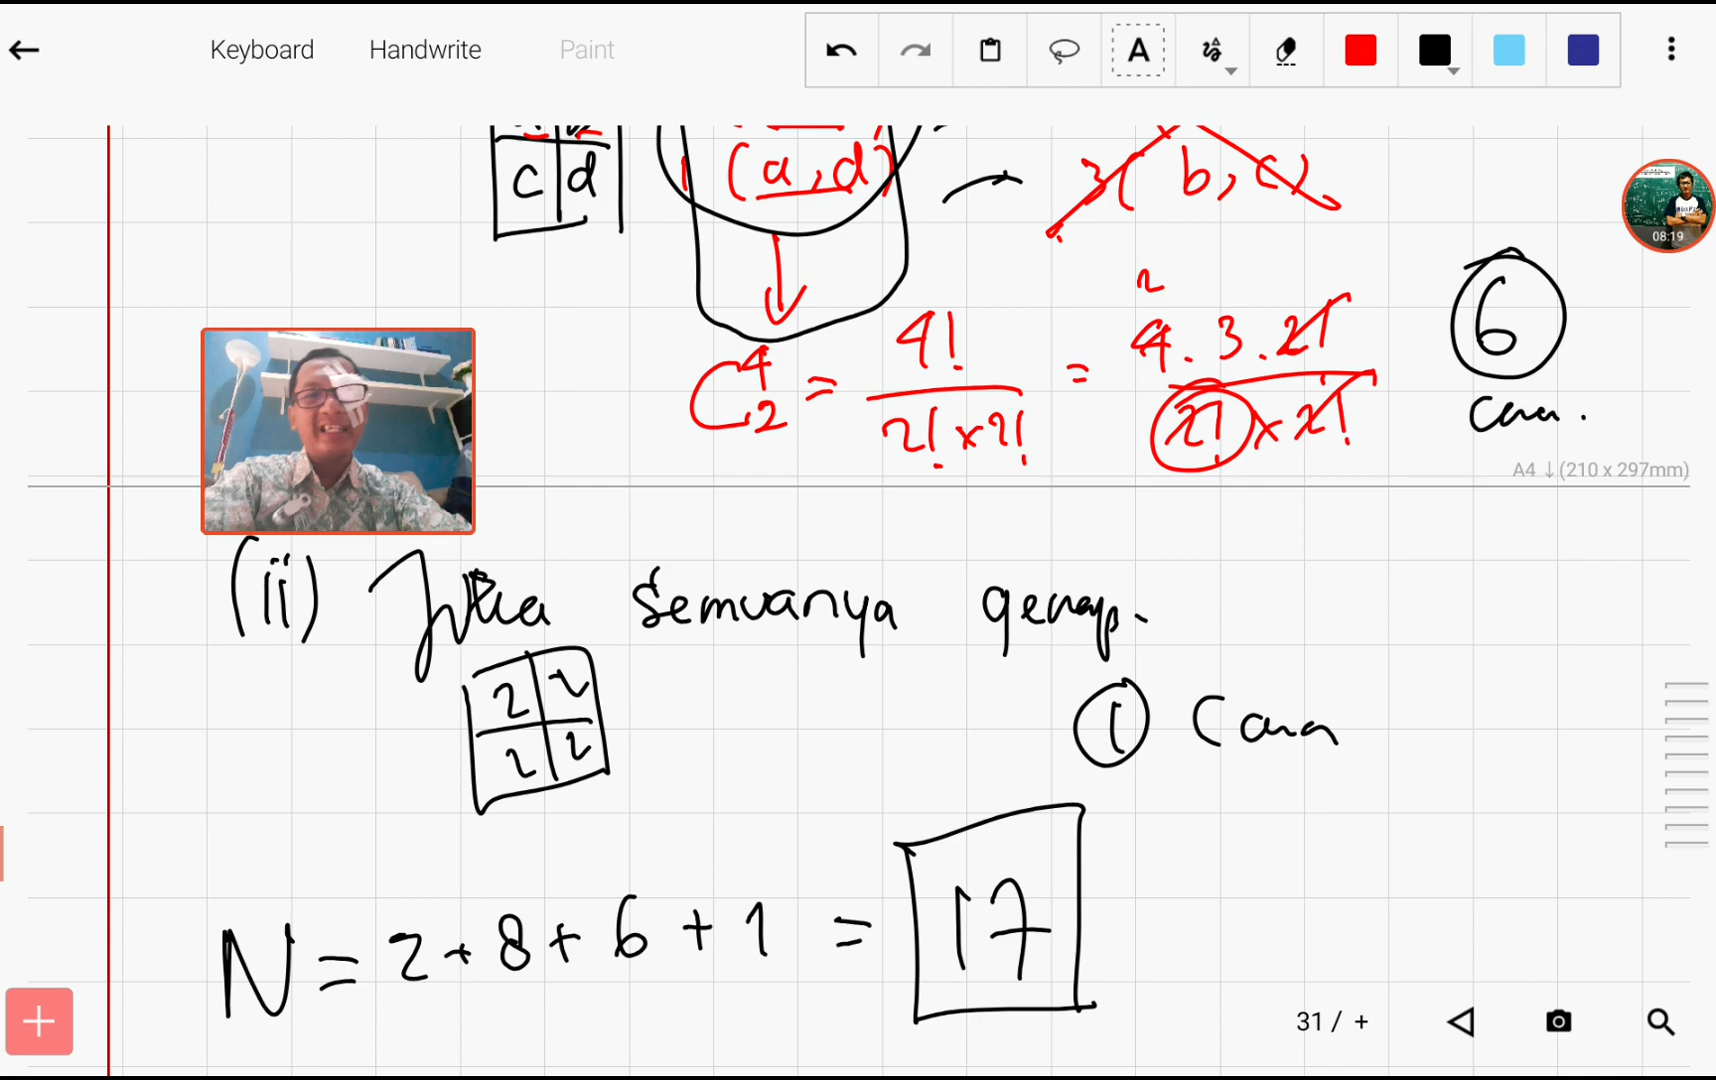 Keyboard Handwrite Paint A
c d
(a, d)
3( b, c)
08:19
2
C⁴₂ = 4! / 2! × 2! = 4 . 3 . 2! / 2! × 2!
6
cara.
A4 ↓ (210 x 297mm)
(ii) Jika semuanya genap.
2 2
2 2
1 Cara
N = 2 + 8 + 6 + 1 = 17
31 / +